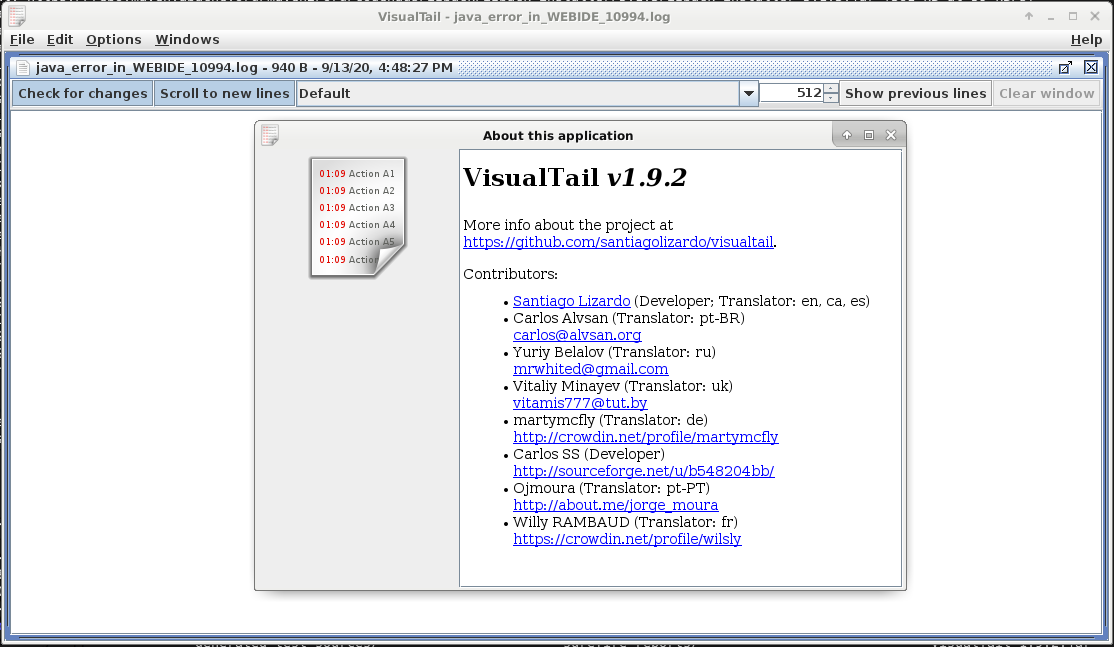 VisualTail - java_error_in_WEBIDE_10994.log
File Edit Options Windows Help
java_error_in_WEBIDE_10994.log - 940 B - 9/13/20, 4:48:27 PM
Check for changes Scroll to new lines Default 512 Show previous lines Clear window
About this application
01:09 Action A1
01:09 Action A2
01:09 Action A3
01:09 Action A4
01:09 Action A5
01:09 Action
VisualTail v1.9.2
More info about the project at
https://github.com/santiagolizardo/visualtail.
Contributors:
• Santiago Lizardo (Developer; Translator: en, ca, es)
• Carlos Alvsan (Translator: pt-BR)
carlos@alvsan.org
• Yuriy Belalov (Translator: ru)
mrwhited@gmail.com
• Vitaliy Minayev (Translator: uk)
vitamis777@tut.by
• martymcfly (Translator: de)
http://crowdin.net/profile/martymcfly
• Carlos SS (Developer)
http://sourceforge.net/u/b548204bb/
• Ojmoura (Translator: pt-PT)
http://about.me/jorge_moura
• Willy RAMBAUD (Translator: fr)
https://crowdin.net/profile/wilsly